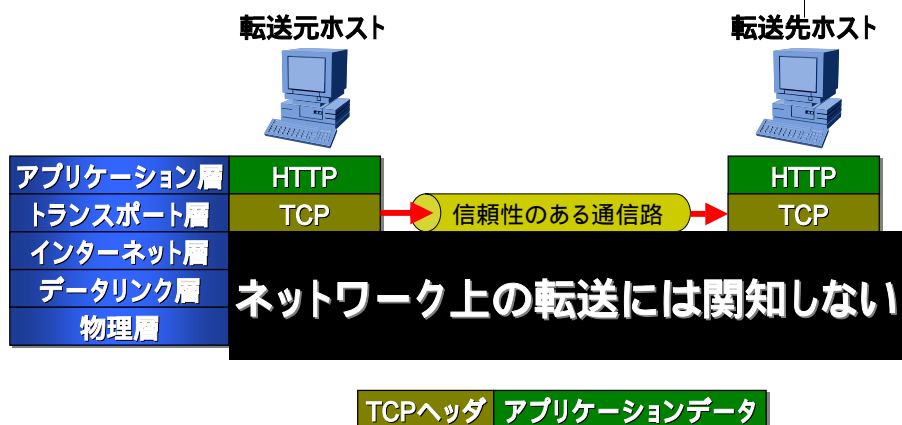 転送元ホスト
転送先ホスト
アプリケーション層
HTTP
HTTP
トランスポート層
TCP
信頼性のある通信路
TCP
インターネット層
データリンク層
ネットワーク上の転送には関知しない
物理層
TCPヘッダ
アプリケーションデータ